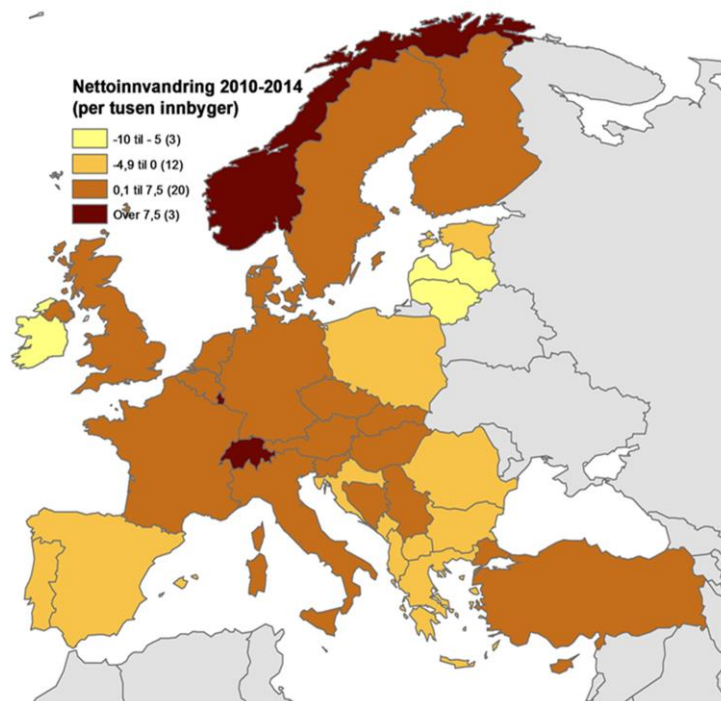 Nettoinnvandring 2010-2014
(per tusen innbyger)
-10 til - 5 (3)
-4,9 til 0 (12)
0,1 til 7,5 (20)
Over 7,5 (3)